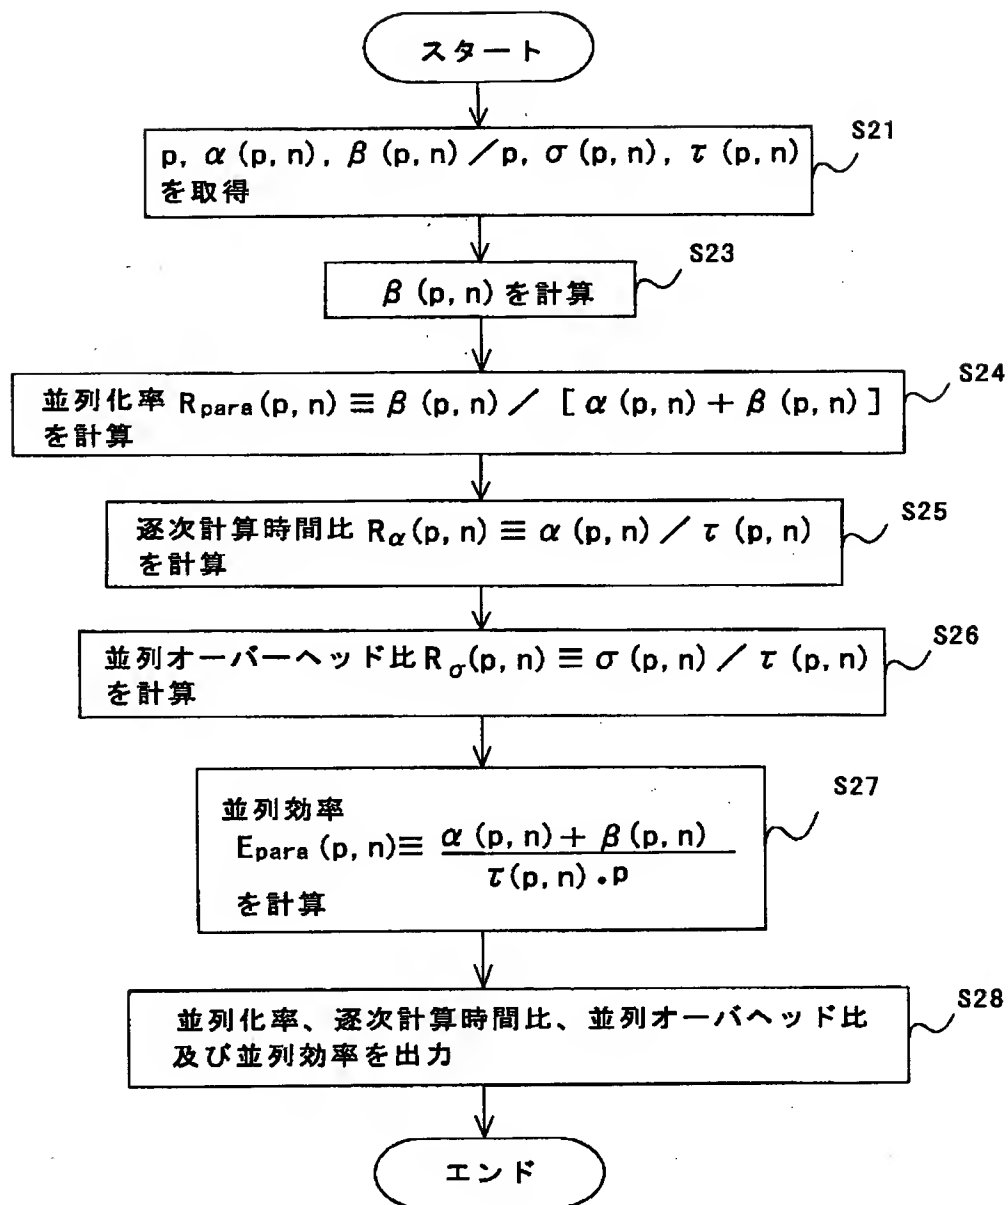 スタート
S21
p, α (p, n), β (p, n) ／p, σ (p, n), τ (p, n)
を取得
S23
β (p, n) を計算
S24
並列化率 Rpara(p, n) ≡ β (p, n) ／ [ α (p, n) + β (p, n) ]
を計算
S25
逐次計算時間比 Rα(p, n) ≡ α (p, n) ／ τ (p, n)
を計算
S26
並列オーバーヘッド比 Rσ(p, n) ≡ σ (p, n) ／ τ (p, n)
を計算
S27
並列効率
Epara (p, n) ≡ α (p, n) + β (p, n)
τ(p, n) • p
を計算
S28
並列化率、逐次計算時間比、並列オーバヘッド比
及び並列効率を出力
エンド